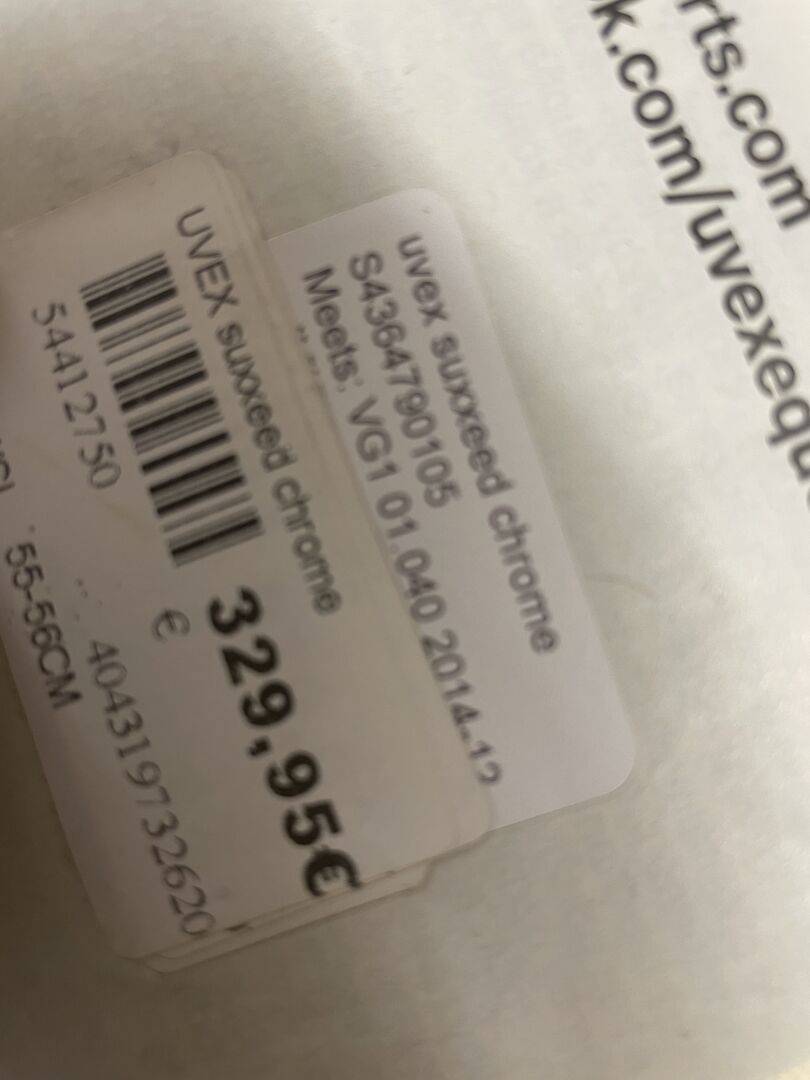 rts.com
k.com/uvexequ
uvex suxxeed chrome
S4364790105
Meets: VG1 01.040 2014-12
UVEX suxxeed chrome
54412750
€ 329,95€
4043197732620
55-56CM